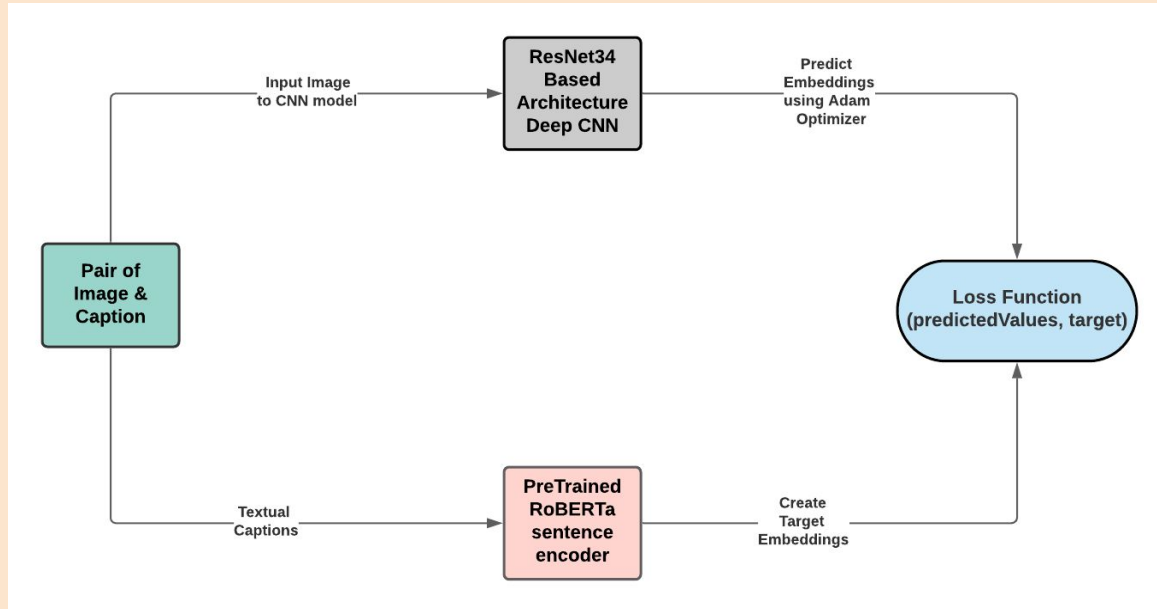 ResNet34
Based
Architecture
Deep CNN
Input Image
to CNN model
Predict
Embeddings
using Adam
Optimizer
Pair of
Image &
Caption
Loss Function
(predictedValues, target)
Textual
Captions
PreTrained
RoBERTa
sentence
encoder
Create
Target
Embeddings